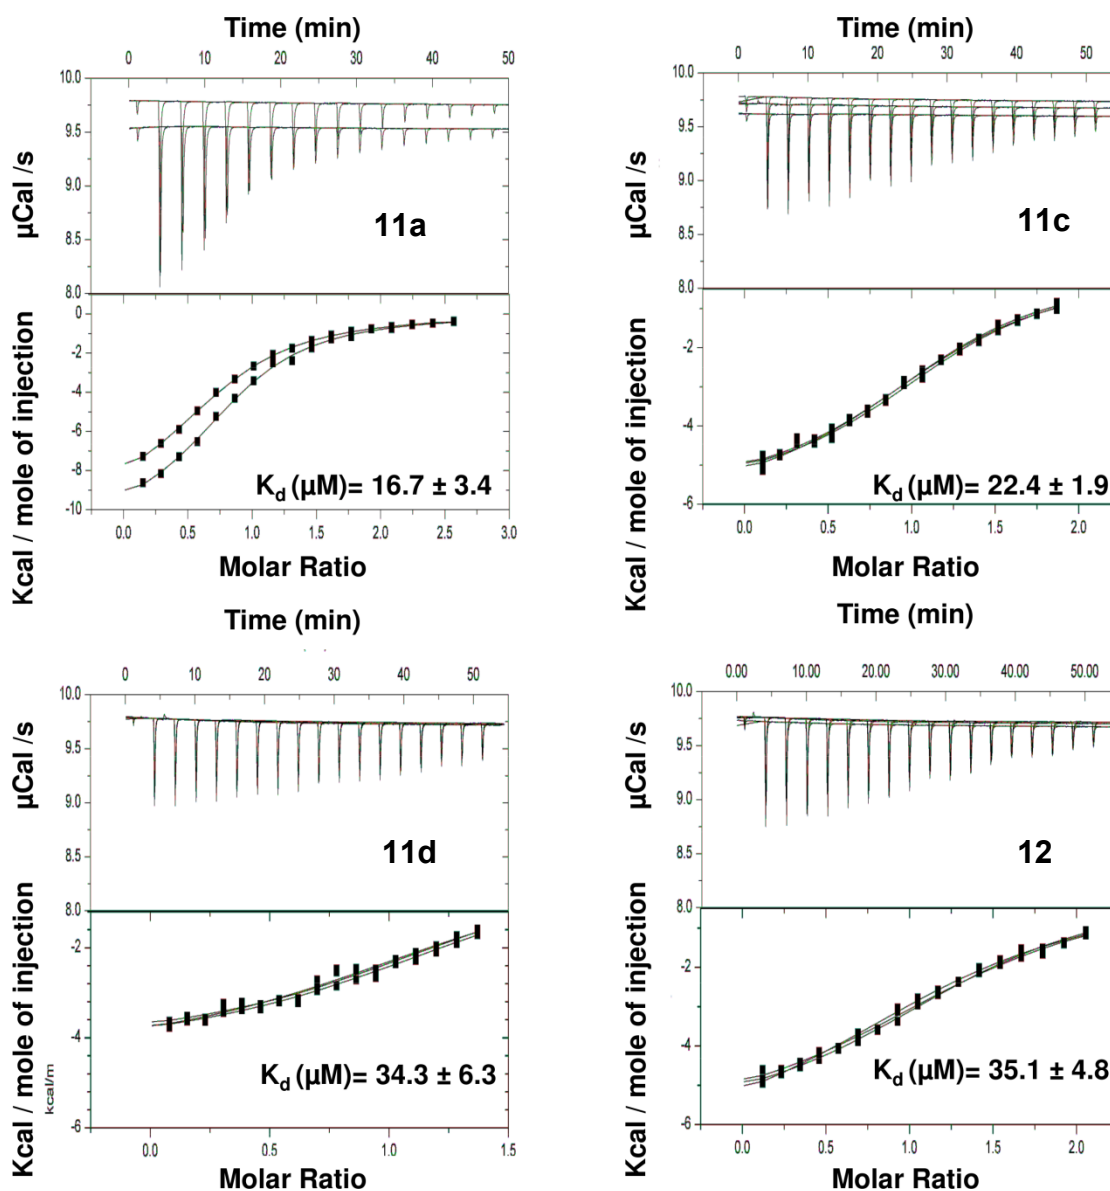 Time (min)
0 10 20 30 40 50
10.0
9.5
9.0
8.5
8.0
µCal /s
11a
0
-2
-4
-6
-8
-10
Kcal / mole of injection
K_d (µM)= 16.7 ± 3.4
0.0 0.5 1.0 1.5 2.0 2.5 3.0
Molar Ratio
Time (min)
0 10 20 30 40 50
10.0
9.5
9.0
8.5
8.0
µCal /s
11c
-2
-4
-6
Kcal / mole of injection
K_d (µM)= 22.4 ± 1.9
0.0 0.5 1.0 1.5 2.0
Molar Ratio
Time (min)
0 10 20 30 40 50
10.0
9.5
9.0
8.5
8.0
µCal /s
11d
-2
-4
-6
Kcal / mole of injection
kcal/m
K_d (µM)= 34.3 ± 6.3
0.0 0.5 1.0 1.5
Molar Ratio
Time (min)
0.00 10.00 20.00 30.00 40.00 50.00
10.0
9.5
9.0
8.5
8.0
µCal /s
12
-2
-4
-6
Kcal / mole of injection
K_d (µM)= 35.1 ± 4.8
0.0 0.5 1.0 1.5 2.0
Molar Ratio